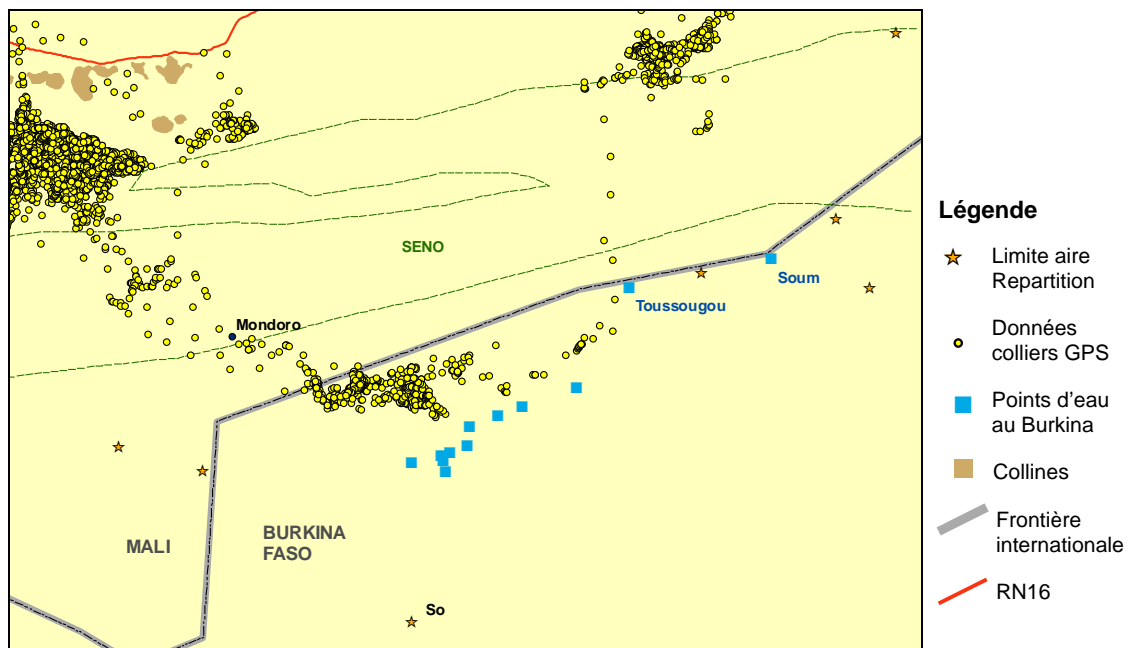 SENO
Mondoro
Toussougou
Soum
MALI
BURKINA
FASO
So
Légende
Limite aire
Repartition
Données
colliers GPS
Points d'eau
au Burkina
Collines
Frontière
internationale
RN16